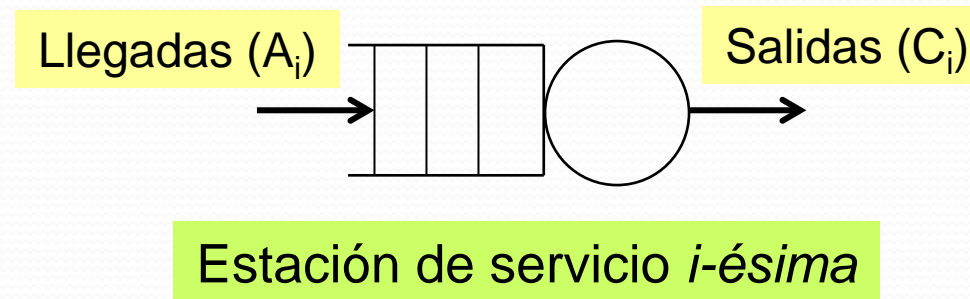 Llegadas (Ai)
Salidas (Ci)
Estación de servicio i-ésima